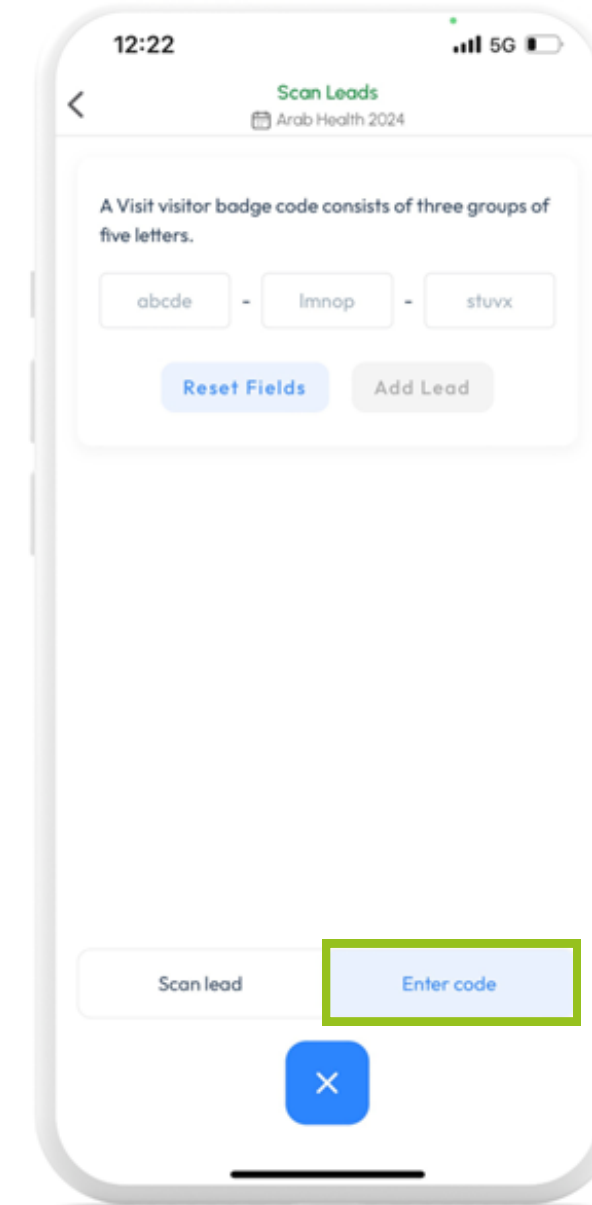 12:22 5G
Scan Leads
Arab Health 2024
A Visit visitor badge code consists of three groups of
five letters.
abcde - lmnop - stuvx
Reset Fields Add Lead
Scan lead Enter code